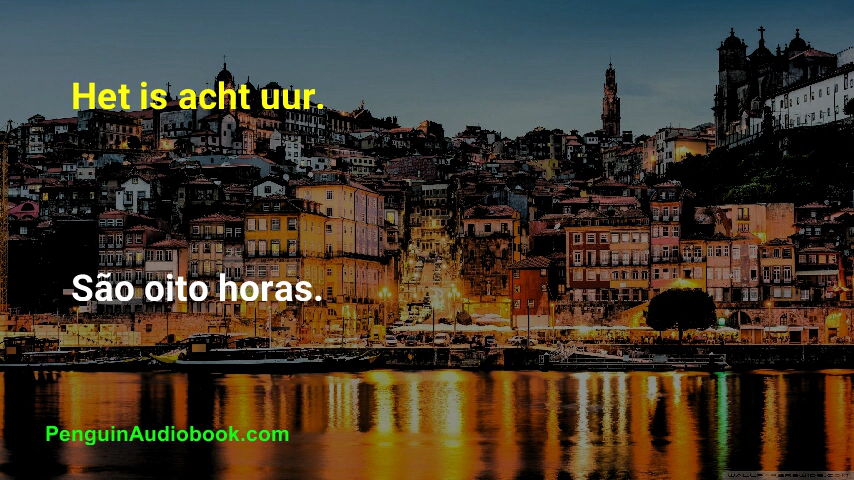 Het is acht uur.
São oito horas.
PenguinAudiobook.com